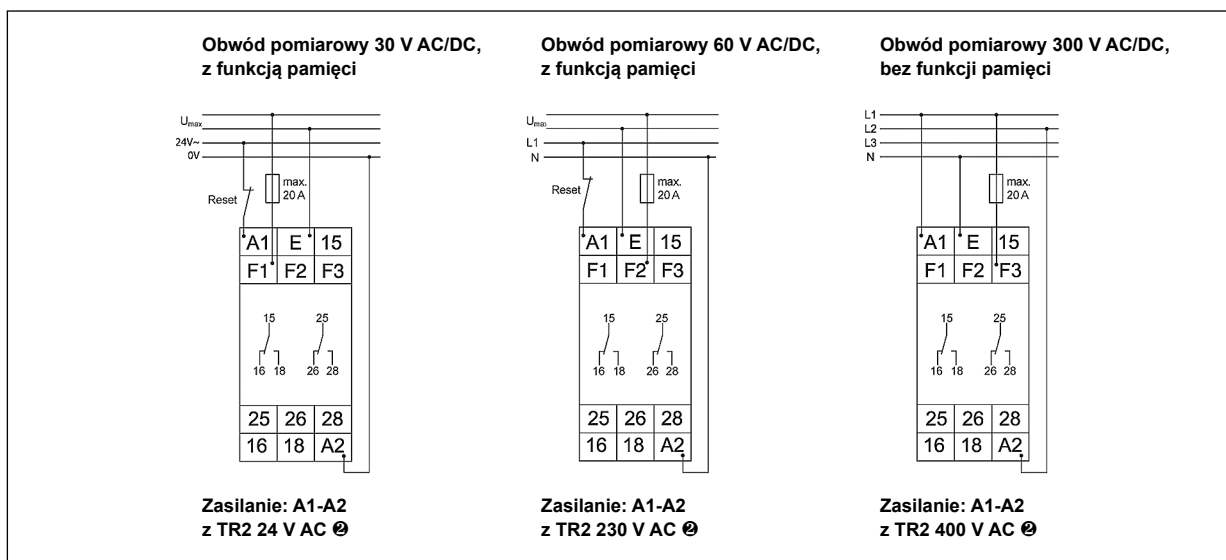 Obwód pomiarowy 30 V AC/DC,
z funkcją pamięci
Umax
24V~
0V
Reset
max.
20 A
A1 E 15
F1 F2 F3
15 25
16 18 26 28
25 26 28
16 18 A2
Zasilanie: A1-A2
z TR2 24 V AC ❷
Obwód pomiarowy 60 V AC/DC,
z funkcją pamięci
Umax
L1
N
Reset
max.
20 A
A1 E 15
F1 F2 F3
15 25
16 18 26 28
25 26 28
16 18 A2
Zasilanie: A1-A2
z TR2 230 V AC ❷
Obwód pomiarowy 300 V AC/DC,
bez funkcji pamięci
L1
L2
L3
N
max.
20 A
A1 E 15
F1 F2 F3
15 25
16 18 26 28
25 26 28
16 18 A2
Zasilanie: A1-A2
z TR2 400 V AC ❷